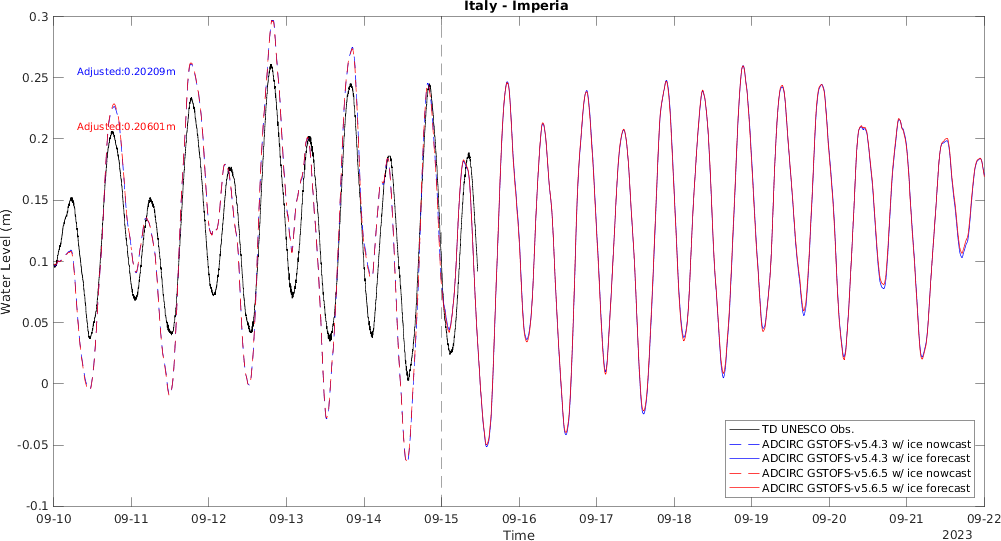 Italy - Imperia
0.3
0.25
0.2
0.15
0.1
0.05
0
-0.05
-0.1
Water Level (m)
Adjusted:0.20209m
Adjusted:0.20601m
TD UNESCO Obs.
ADCIRC GSTOFS-v5.4.3 w/ ice nowcast
ADCIRC GSTOFS-v5.4.3 w/ ice forecast
ADCIRC GSTOFS-v5.6.5 w/ ice nowcast
ADCIRC GSTOFS-v5.6.5 w/ ice forecast
09-10 09-11 09-12 09-13 09-14 09-15 09-16 09-17 09-18 09-19 09-20 09-21 09-22
Time
2023